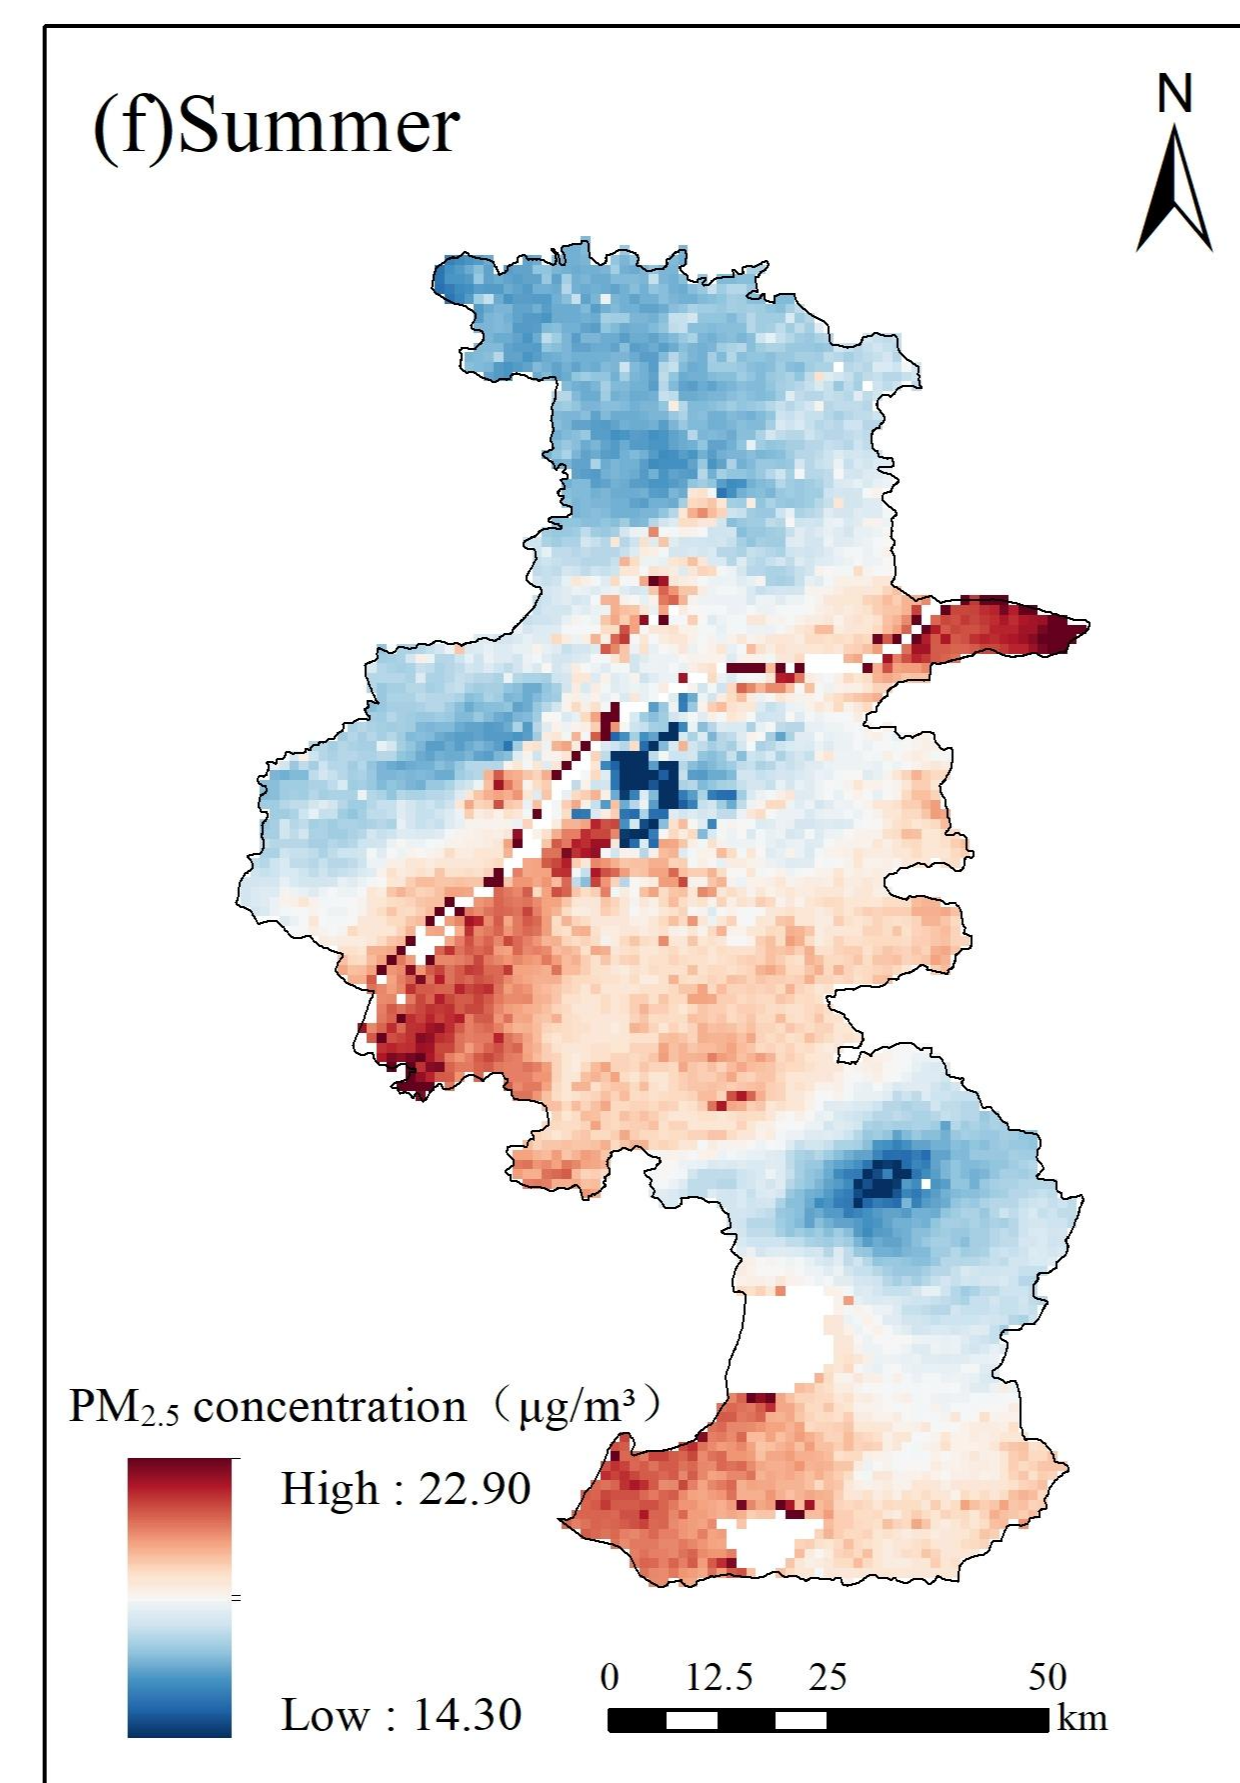 (f)Summer
N
PM₂.₅ concentration（μg/m³）
High : 22.90
Low : 14.30
0 12.5 25 50
km